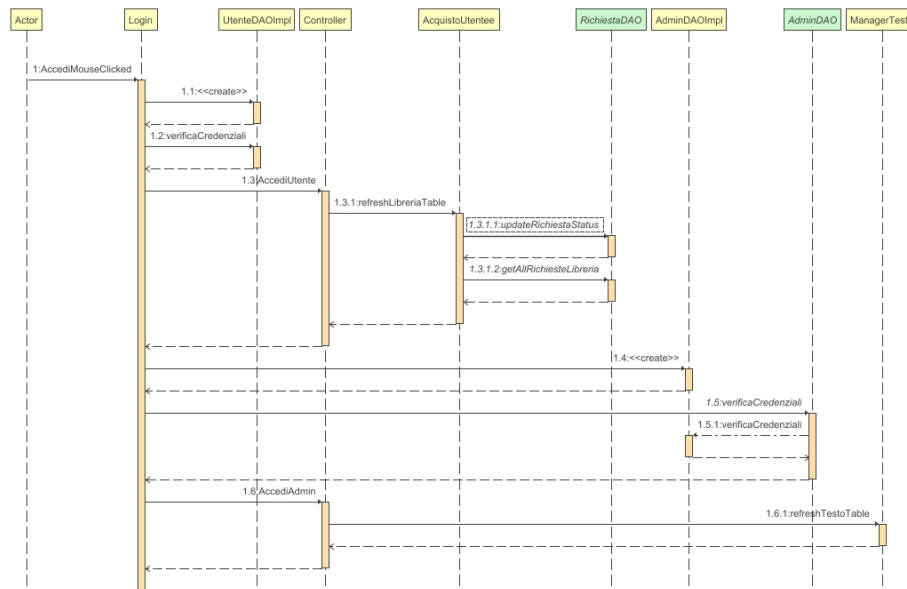 Actor Login UtenteDAOImpl Controller AcquistoUtentee RichiestaDAO AdminDAOImpl AdminDAO ManagerTest
1:AccediMouseClicked
1.1:<<create>>
1.2:verificaCredenziali
1.3:AccediUtente
1.3.1:refreshLibreriaTable
1.3.1.1:updateRichiestaStatus
1.3.1.2:getAllRichiesteLibreria
1.4:<<create>>
1.5:verificaCredenziali
1.5.1:verificaCredenziali
1.6:AccediAdmin
1.6.1:refreshTestoTable